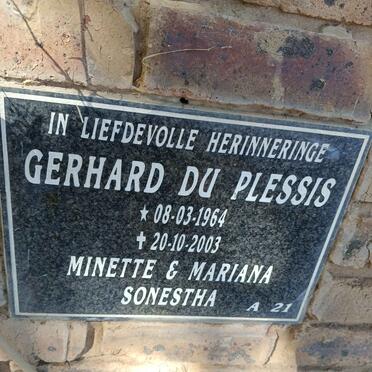 IN LIEFDEVOLLE HERINNERINGE
GERHARD DU PLESSIS
★ 08-03-1964
✝ 20-10-2003
MINETTE & MARIANA
SONESTHA
A 21